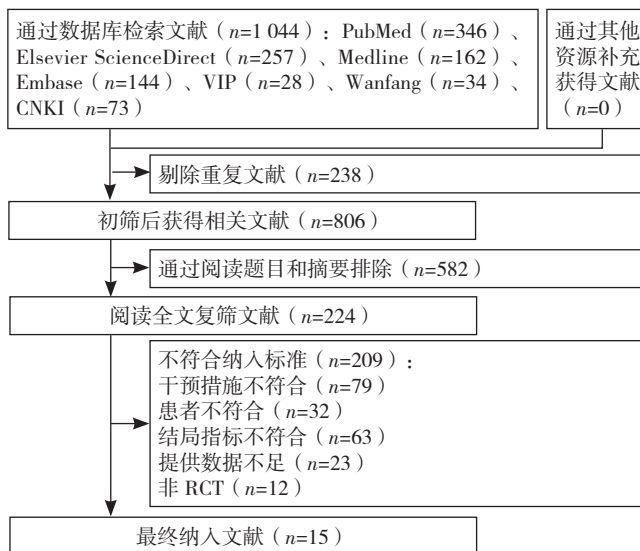 通过数据库检索文献（n=1 044）：PubMed（n=346）、
Elsevier ScienceDirect（n=257）、Medline（n=162）、
Embase（n=144）、VIP（n=28）、Wanfang（n=34）、
CNKI（n=73）
通过其他
资源补充
获得文献
（n=0）
剔除重复文献（n=238）
初筛后获得相关文献（n=806）
通过阅读题目和摘要排除（n=582）
阅读全文复筛文献（n=224）
不符合纳入标准（n=209）：
干预措施不符合（n=79）
患者不符合（n=32）
结局指标不符合（n=63）
提供数据不足（n=23）
非 RCT（n=12）
最终纳入文献（n=15）